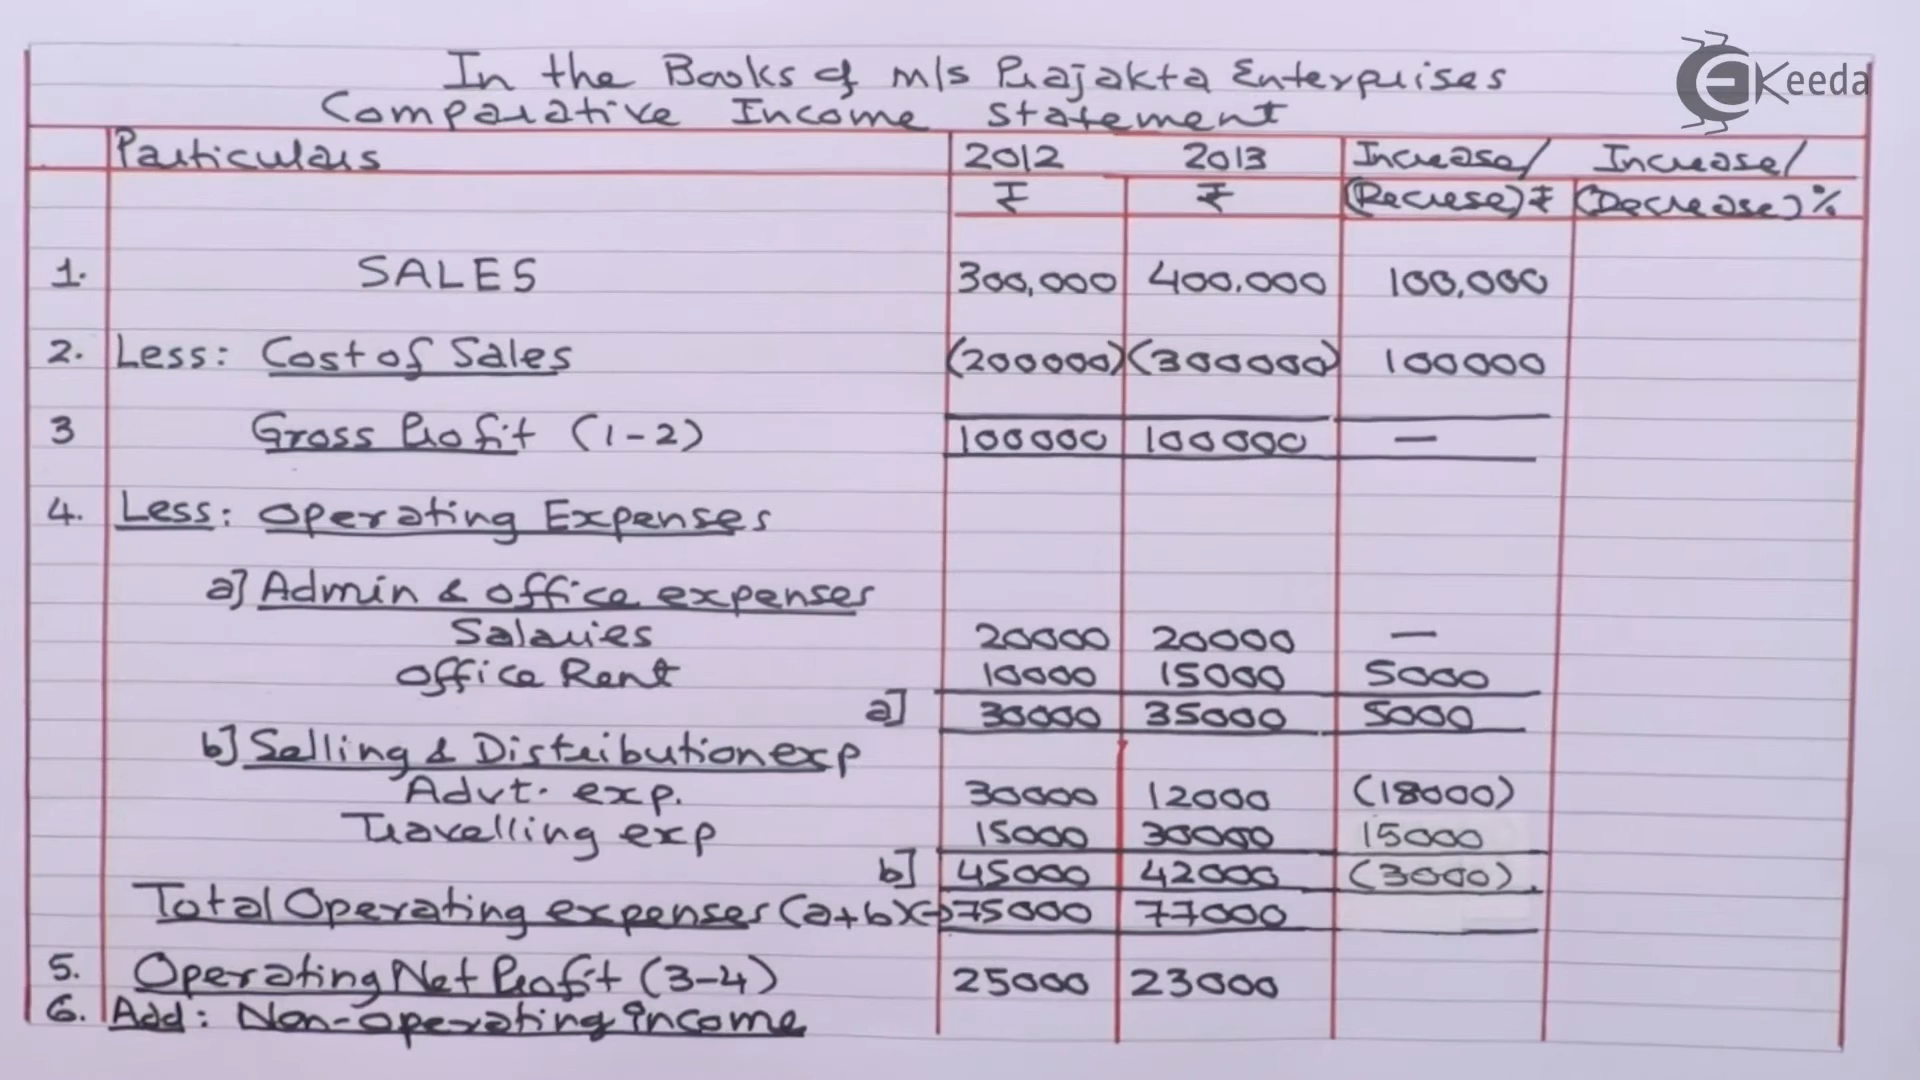 In the Books of M/s Prajakta Enterprises
Comparative Income Statement
EKeeda
Particulars 2012 2013 Increase/ Increase/
₹ ₹ (Recrese) ₹ (Decrease) %
1. SALES 300,000 400,000 100,000
2. Less: Cost of Sales (200000) (300000) 100000
3 Gross Profit (1-2) 100000 100000 —
4. Less: Operating Expenses
a] Admin & office expenses
Salaries 20000 20000 —
Office Rent 10000 15000 5000
a] 30000 35000 5000
b] Selling & Distribution exp
Advt. exp. 30000 12000 (18000)
Travelling exp 15000 30000 15000
b] 45000 42000 (3000)
Total Operating expenses (a+b)(-) 75000 77000
5. Operating Net Profit (3-4) 25000 23000
6. Add: Non-operating income